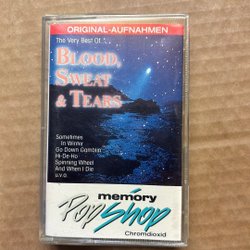 ORIGINAL-AUFNAHMEN
The Very Best Of...
BLOOD,
SWEAT
& TEARS
Sometimes
In Winter
Go Down Gamblin'
Hi-De-Ho
Spinning Wheel
And When I Die
u.v.a.
memory
Pop Shop
Chromdioxid